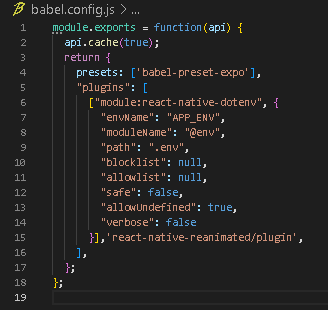 babel.config.js > ...
1 module.exports = function(api) {
2   api.cache(true);
3   return {
4     presets: ['babel-preset-expo'],
5     "plugins": [
6       ["module:react-native-dotenv", {
7         "envName": "APP_ENV",
8         "moduleName": "@env",
9         "path": ".env",
10         "blocklist": null,
11         "allowlist": null,
12         "safe": false,
13         "allowUndefined": true,
14         "verbose": false
15       }],'react-native-reanimated/plugin',
16     ],
17   };
18 };
19